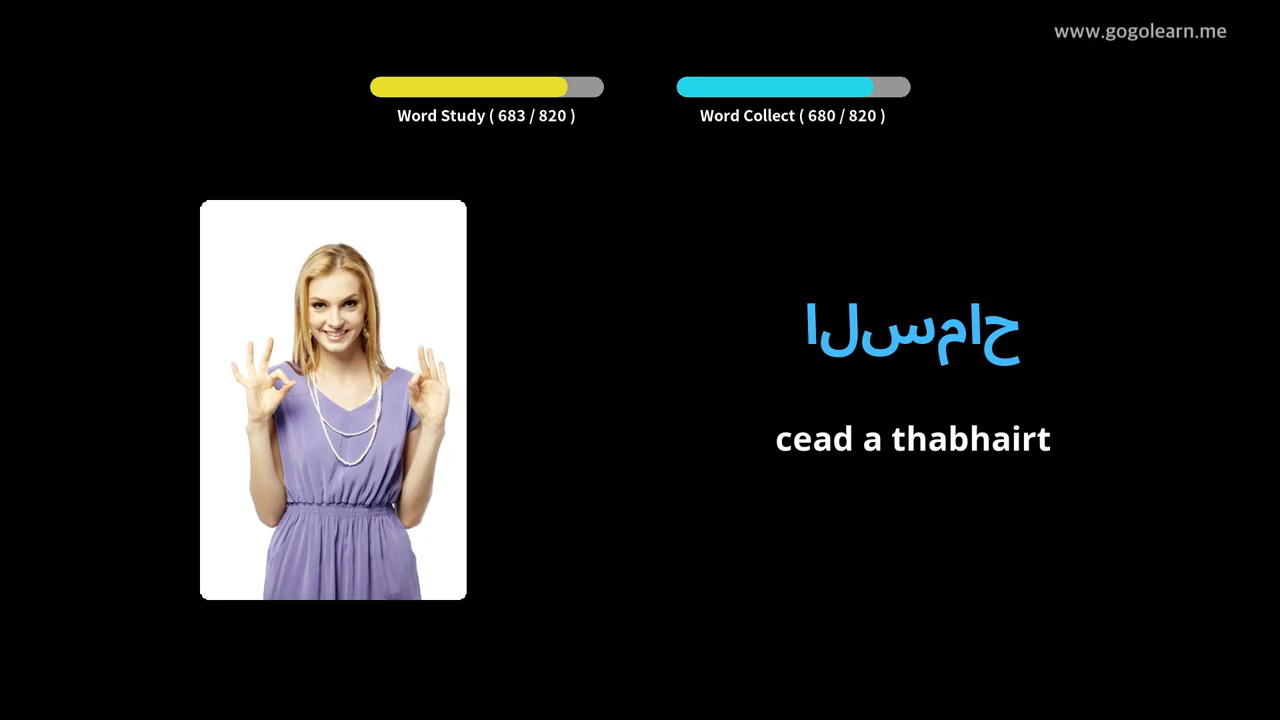 www.gogolearn.me
Word Study ( 683 / 820 )
Word Collect ( 680 / 820 )
السماح
cead a thabhairt